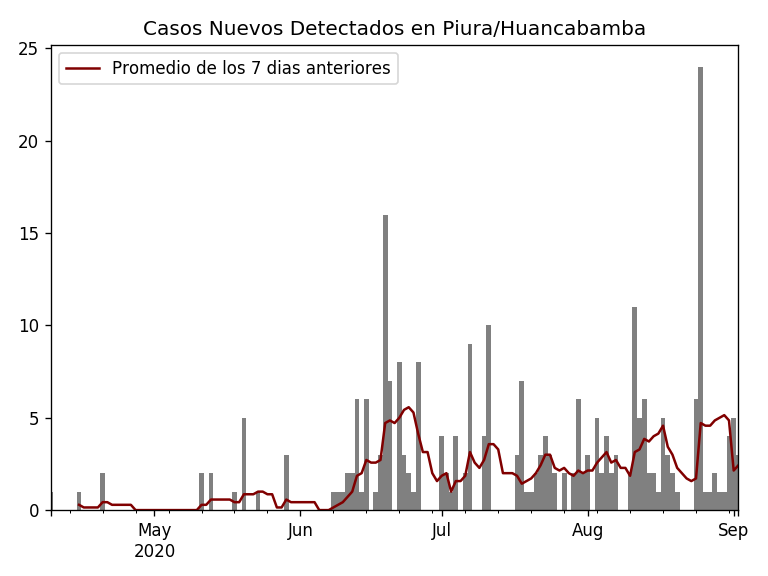 Casos Nuevos Detectados en Piura/Huancabamba
Promedio de los 7 dias anteriores
25
20
15
10
5
0
May
2020
Jun
Jul
Aug
Sep